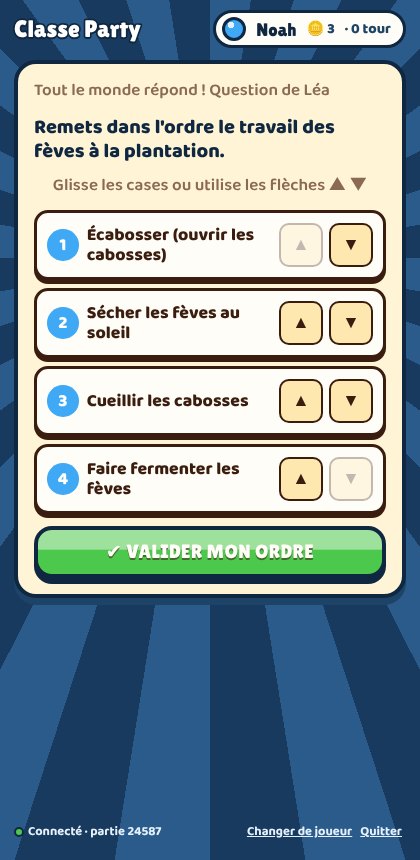 Classe Party
Noah 🪙 3 · 0 tour
Tout le monde répond ! Question de Léa
Remets dans l'ordre le travail des
fèves à la plantation.
Glisse les cases ou utilise les flèches ▲ ▼
1 Écabosser (ouvrir les
cabosses) ▲ ▼
2 Sécher les fèves au
soleil ▲ ▼
3 Cueillir les cabosses ▲ ▼
4 Faire fermenter les
fèves ▲ ▼
✔ VALIDER MON ORDRE
Connecté · partie 24587 Changer de joueur Quitter